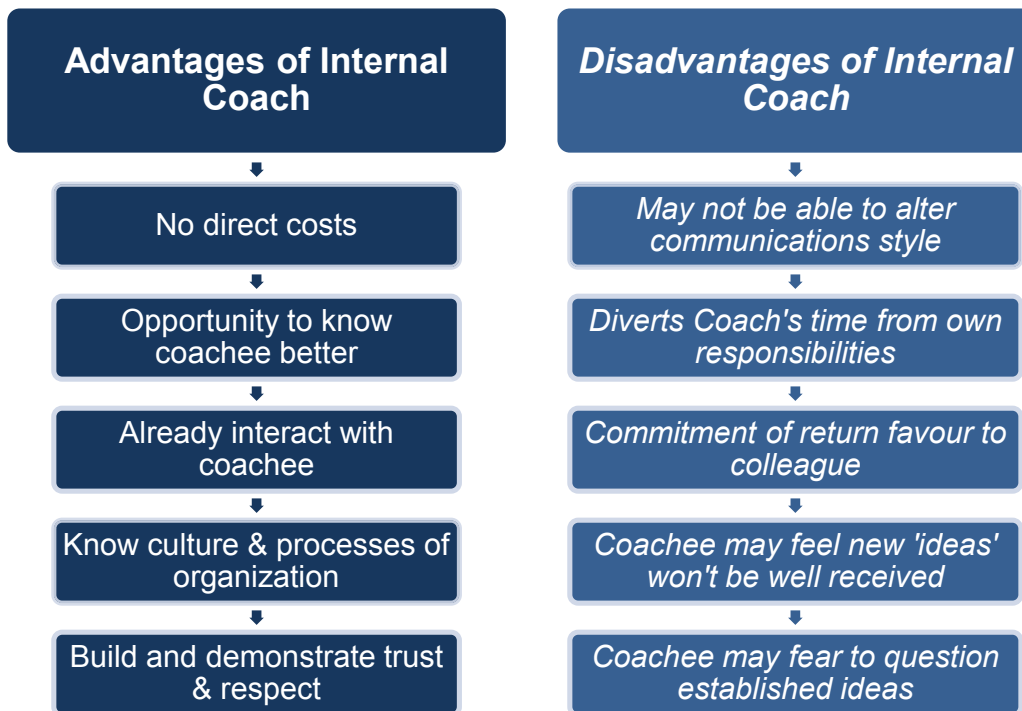 Advantages of Internal
Coach
No direct costs
Opportunity to know
coachee better
Already interact with
coachee
Know culture & processes of
organization
Build and demonstrate trust
& respect
Disadvantages of Internal
Coach
May not be able to alter
communications style
Diverts Coach's time from own
responsibilities
Commitment of return favour to
colleague
Coachee may feel new 'ideas'
won't be well received
Coachee may fear to question
established ideas